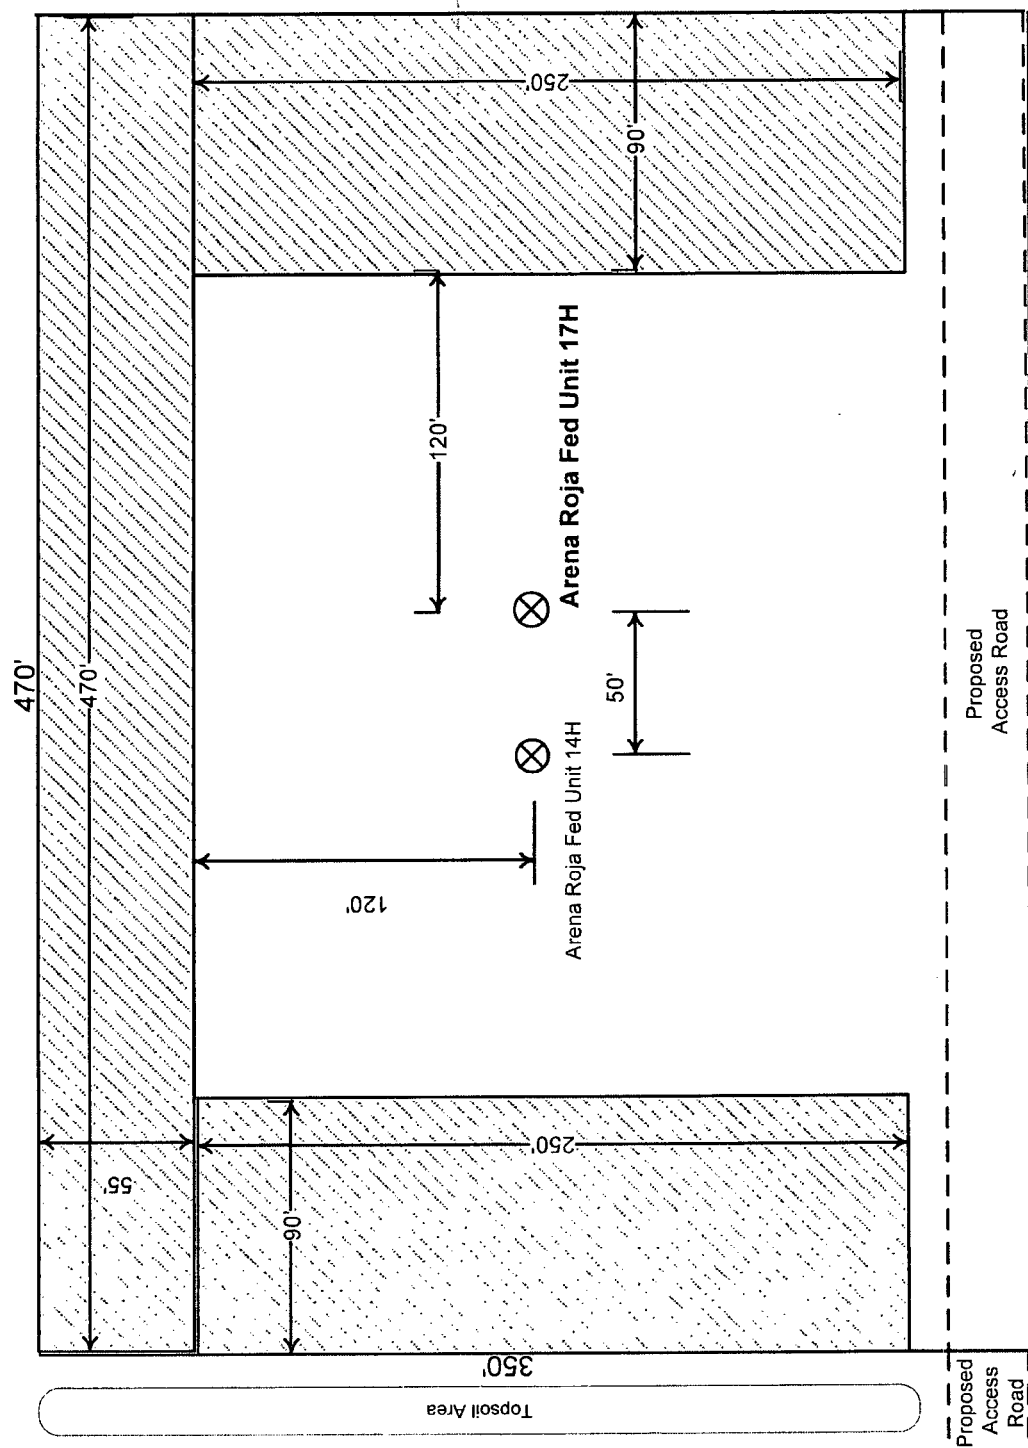 470'
470'
250'
90'
120'
Arena Roja Fed Unit 17H
50'
Arena Roja Fed Unit 14H
120'
55'
250'
90'
350'
Topsoil Area
Proposed
Access Road
Proposed
Access
Road